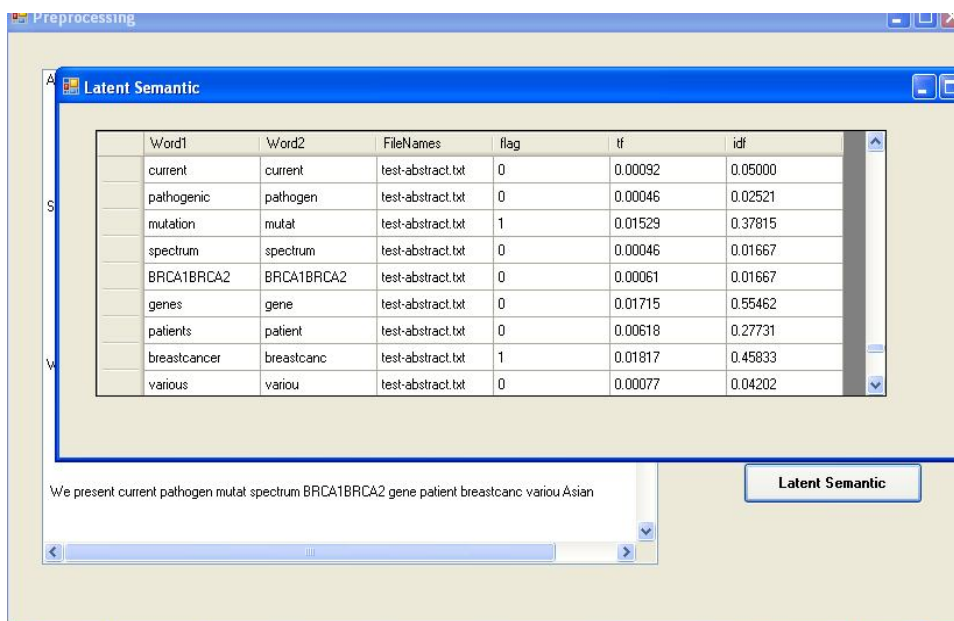 Preprocessing
Latent Semantic
Word1 Word2 FileNames flag tf idf
current current test-abstract.txt 0 0.00092 0.05000
pathogenic pathogen test-abstract.txt 0 0.00046 0.02521
mutation mutat test-abstract.txt 1 0.01529 0.37815
spectrum spectrum test-abstract.txt 0 0.00046 0.01667
BRCA1BRCA2 BRCA1BRCA2 test-abstract.txt 0 0.00061 0.01667
genes gene test-abstract.txt 0 0.01715 0.55462
patients patient test-abstract.txt 0 0.00618 0.27731
breastcancer breastcanc test-abstract.txt 1 0.01817 0.45833
various variou test-abstract.txt 0 0.00077 0.04202
We present current pathogen mutat spectrum BRCA1BRCA2 gene patient breastcanc variou Asian
Latent Semantic